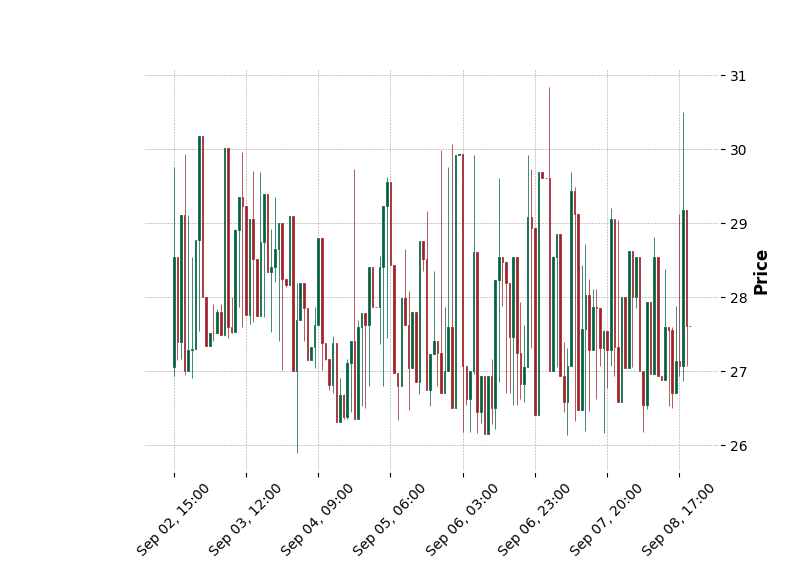 31
30
29
28
27
26
Price
Sep 02, 15:00
Sep 03, 12:00
Sep 04, 09:00
Sep 05, 06:00
Sep 06, 03:00
Sep 06, 23:00
Sep 07, 20:00
Sep 08, 17:00